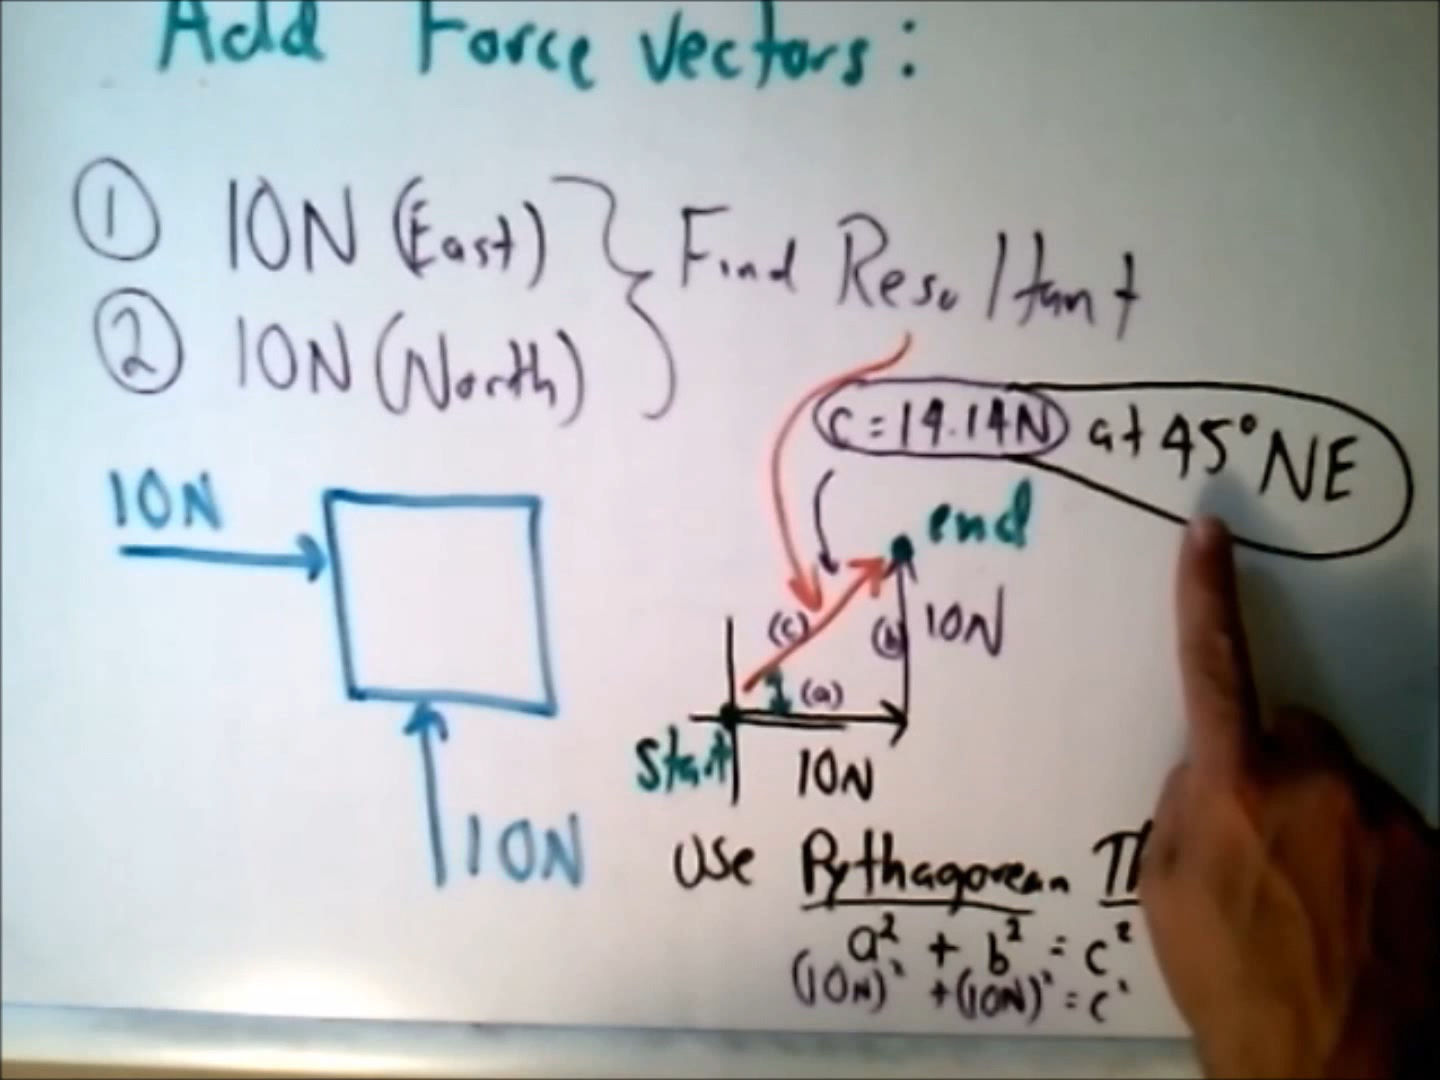 Add Force Vectors:
① 10N (East)
② 10N (North)
Find Resultant
c = 14.14N at 45° NE
10N
10N
end
(c)
(b)
10N
(a)
Start
10N
Use Pythagorean
a² + b² = c²
(10N)² + (10N)² = c²